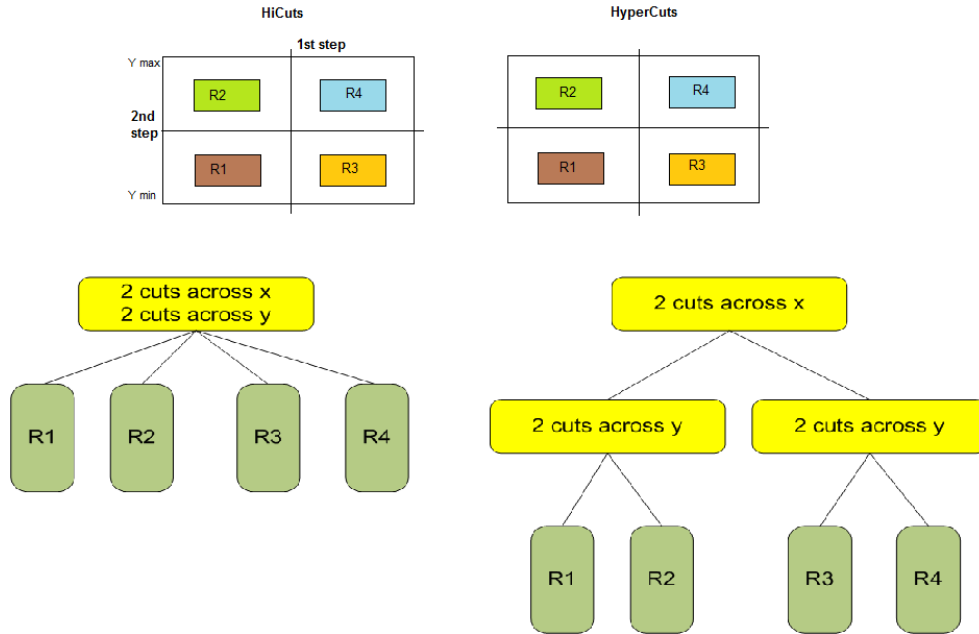 HiCuts
HyperCuts
1st step
Y max
R2
R4
2nd
step
R1
R3
Y min
R2
R4
R1
R3
2 cuts across x
2 cuts across y
R1
R2
R3
R4
2 cuts across x
2 cuts across y
2 cuts across y
R1
R2
R3
R4